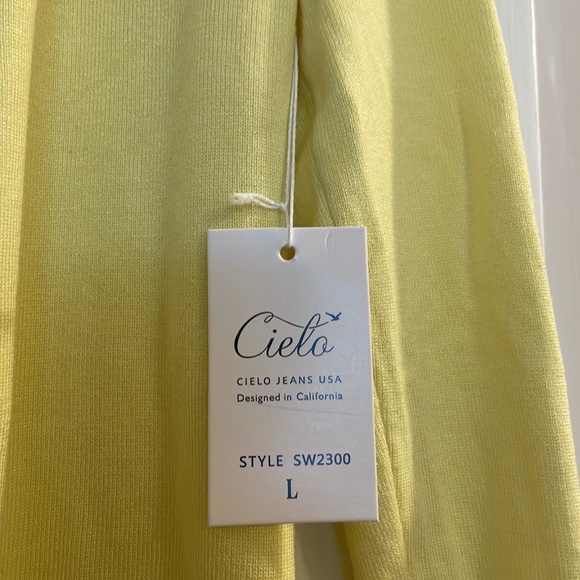 Cielo
CIELO JEANS USA
Designed in California
STYLE SW2300
L